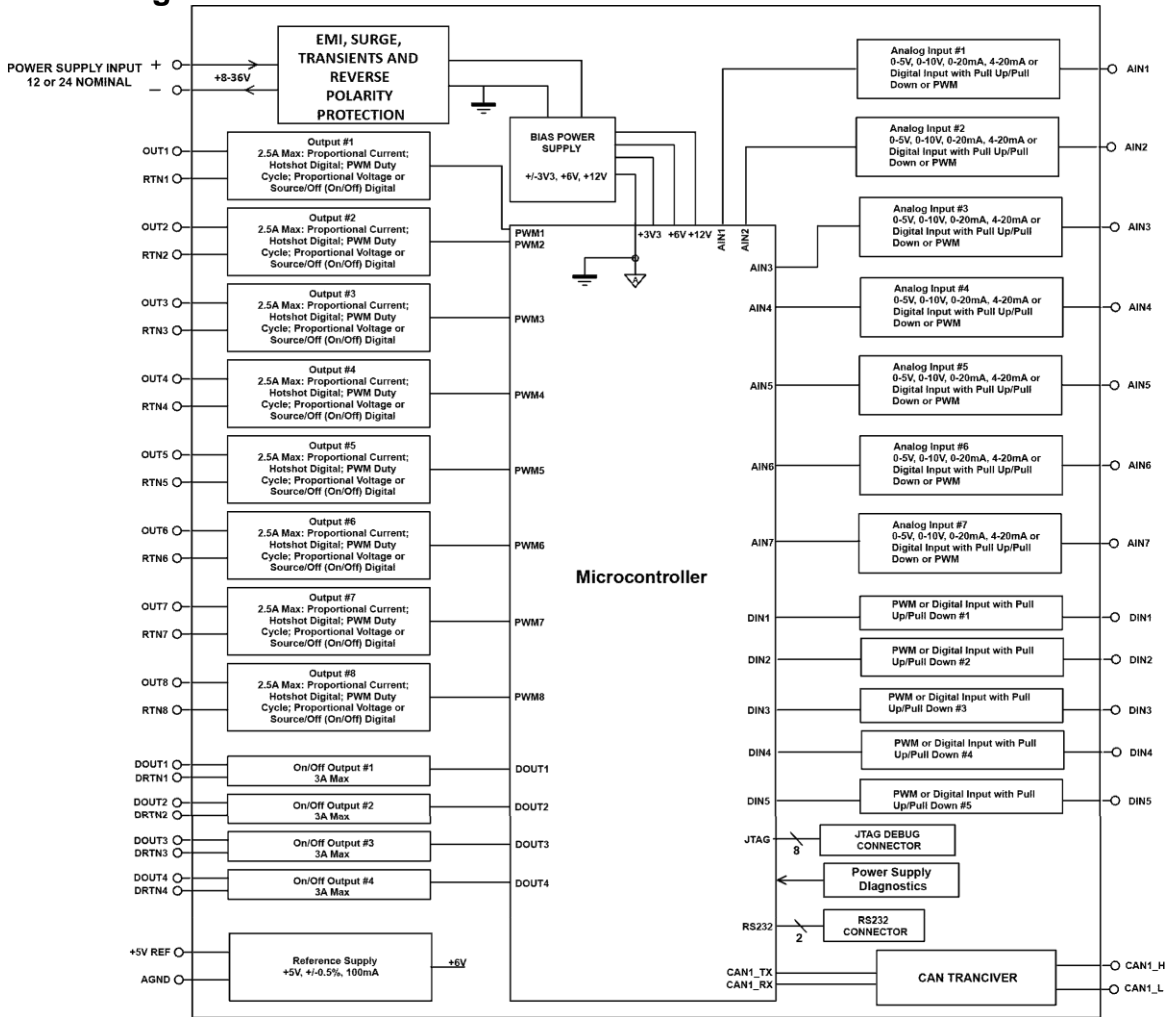 g
EMI, SURGE,
TRANSIENTS AND
REVERSE
POLARITY
PROTECTION
POWER SUPPLY INPUT
12 or 24 NOMINAL
+
–
+8-36V
BIAS POWER
SUPPLY
+/-3V3, +6V, +12V
OUT1
RTN1
Output #1
2.5A Max: Proportional Current;
Hotshot Digital; PWM Duty
Cycle; Proportional Voltage or
Source/Off (On/Off) Digital
OUT2
RTN2
Output #2
2.5A Max: Proportional Current;
Hotshot Digital; PWM Duty
Cycle; Proportional Voltage or
Source/Off (On/Off) Digital
OUT3
RTN3
Output #3
2.5A Max: Proportional Current;
Hotshot Digital; PWM Duty
Cycle; Proportional Voltage or
Source/Off (On/Off) Digital
OUT4
RTN4
Output #4
2.5A Max: Proportional Current;
Hotshot Digital; PWM Duty
Cycle; Proportional Voltage or
Source/Off (On/Off) Digital
OUT5
RTN5
Output #5
2.5A Max: Proportional Current;
Hotshot Digital; PWM Duty
Cycle; Proportional Voltage or
Source/Off (On/Off) Digital
OUT6
RTN6
Output #6
2.5A Max: Proportional Current;
Hotshot Digital; PWM Duty
Cycle; Proportional Voltage or
Source/Off (On/Off) Digital
OUT7
RTN7
Output #7
2.5A Max: Proportional Current;
Hotshot Digital; PWM Duty
Cycle; Proportional Voltage or
Source/Off (On/Off) Digital
OUT8
RTN8
Output #8
2.5A Max: Proportional Current;
Hotshot Digital; PWM Duty
Cycle; Proportional Voltage or
Source/Off (On/Off) Digital
DOUT1
DRTN1
On/Off Output #1
3A Max
DOUT2
DRTN2
On/Off Output #2
3A Max
DOUT3
DRTN3
On/Off Output #3
3A Max
DOUT4
DRTN4
On/Off Output #4
3A Max
+5V REF
AGND
Reference Supply
+5V, +/-0.5%, 100mA
+6V
PWM1
PWM2
PWM3
PWM4
PWM5
PWM6
PWM7
PWM8
DOUT1
DOUT2
DOUT3
DOUT4
+3V3
+6V
+12V
AIN1
AIN2
A
Microcontroller
AIN3
AIN4
AIN5
AIN6
AIN7
DIN1
DIN2
DIN3
DIN4
DIN5
JTAG
RS232
CAN1_TX
CAN1_RX
Analog Input #1
0-5V, 0-10V, 0-20mA, 4-20mA or
Digital Input with Pull Up/Pull
Down or PWM
AIN1
Analog Input #2
0-5V, 0-10V, 0-20mA, 4-20mA or
Digital Input with Pull Up/Pull
Down or PWM
AIN2
Analog Input #3
0-5V, 0-10V, 0-20mA, 4-20mA or
Digital Input with Pull Up/Pull
Down or PWM
AIN3
Analog Input #4
0-5V, 0-10V, 0-20mA, 4-20mA or
Digital Input with Pull Up/Pull
Down or PWM
AIN4
Analog Input #5
0-5V, 0-10V, 0-20mA, 4-20mA or
Digital Input with Pull Up/Pull
Down or PWM
AIN5
Analog Input #6
0-5V, 0-10V, 0-20mA, 4-20mA or
Digital Input with Pull Up/Pull
Down or PWM
AIN6
Analog Input #7
0-5V, 0-10V, 0-20mA, 4-20mA or
Digital Input with Pull Up/Pull
Down or PWM
AIN7
PWM or Digital Input with Pull
Up/Pull Down #1
DIN1
PWM or Digital Input with Pull
Up/Pull Down #2
DIN2
PWM or Digital Input with Pull
Up/Pull Down #3
DIN3
PWM or Digital Input with Pull
Up/Pull Down #4
DIN4
PWM or Digital Input with Pull
Up/Pull Down #5
DIN5
8
JTAG DEBUG
CONNECTOR
Power Supply
DIagnostics
2
RS232
CONNECTOR
CAN TRANCIVER
CAN1_H
CAN1_L